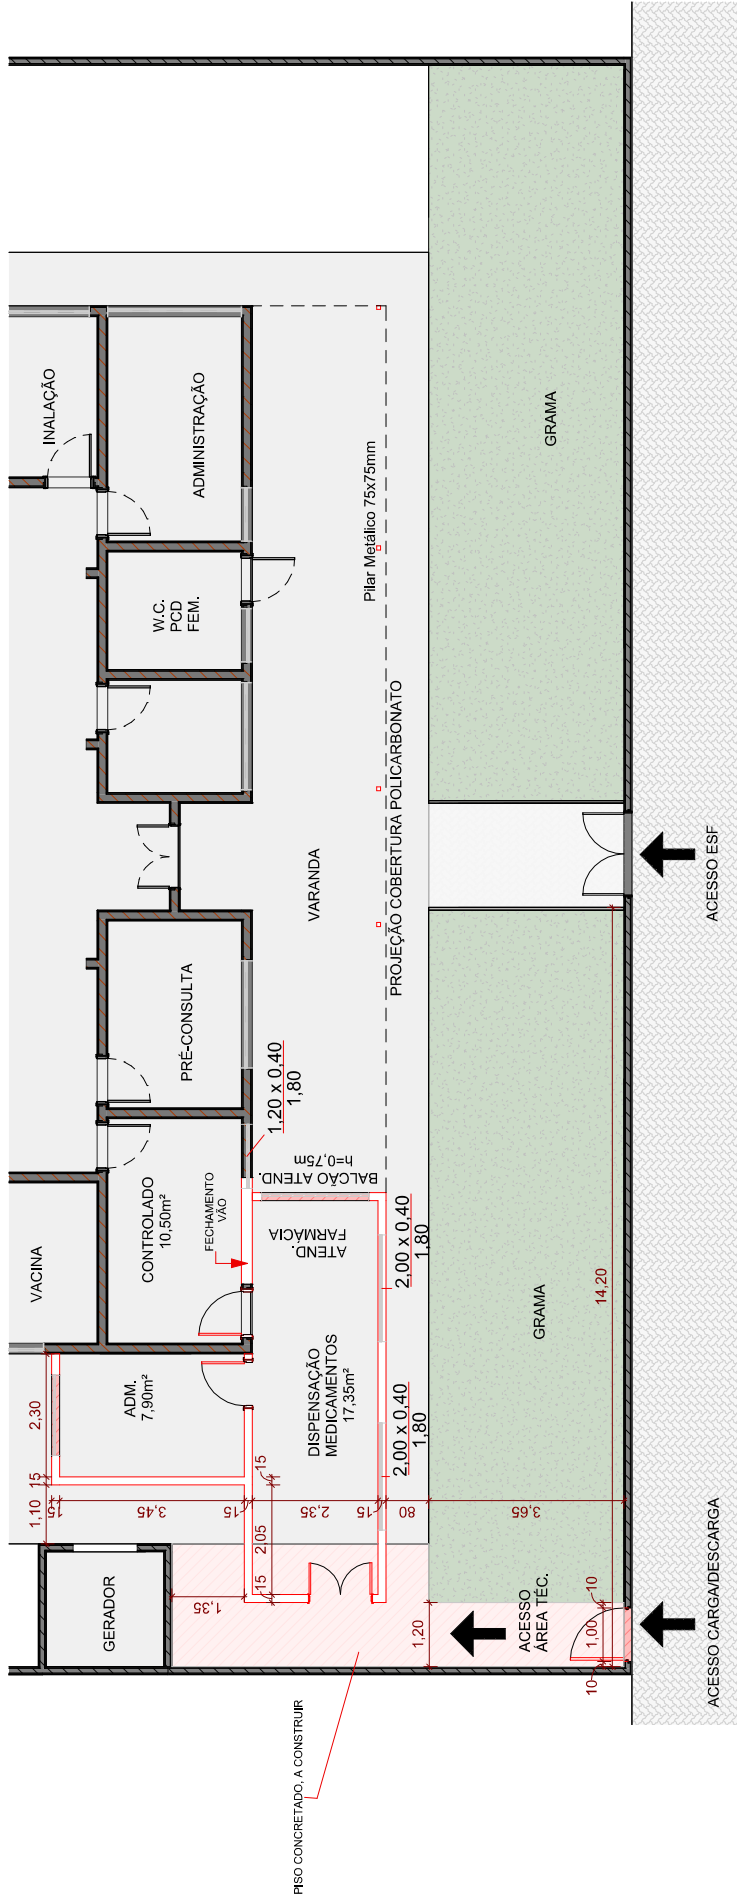 INALAÇÃO
ADMINISTRAÇÃO
W.C.
PCD
FEM.
Pilar Metálico 75x75mm
GRAMA
PROJEÇÃO COBERTURA POLICARBONATO
VARANDA
ACESSO ESF
PRÉ-CONSULTA
1,20 x 0,40
1,80
BALCÃO ATEND.
h=0,75m
VACINA
CONTROLADO
10,50m²
FECHAMENTO
VÃO
ATEND.
FARMÁCIA
2,00 x 0,40
1,80
14,20
GRAMA
ADM.
7,90m²
DISPENSAÇÃO
MEDICAMENTOS
17,35m²
2,00 x 0,40
1,80
2,30
15
1,10
15
3,45
15
2,35
15
80
3,65
15
2,05
15
GERADOR
1,35
1,20
ACESSO
ÁREA TÉC.
10
1,00
10
ACESSO CARGA/DESCARGA
PISO CONCRETADO, A CONSTRUIR